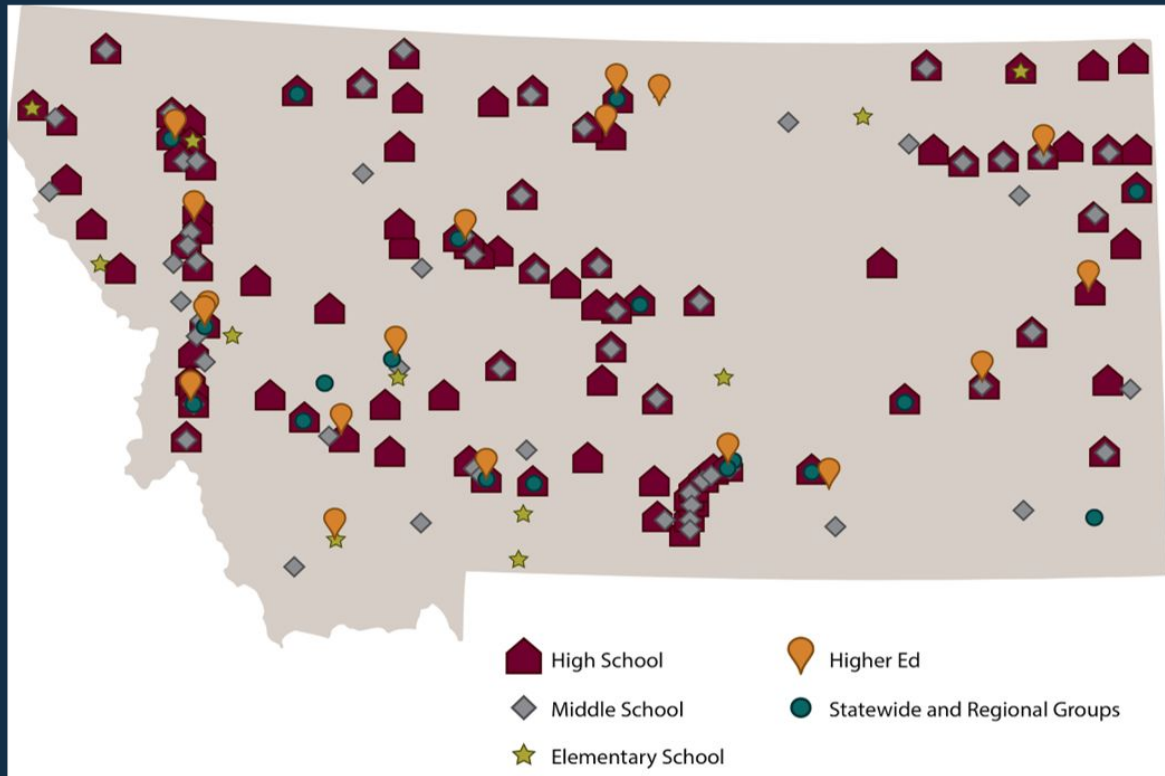 High School
Middle School
Elementary School
Higher Ed
Statewide and Regional Groups